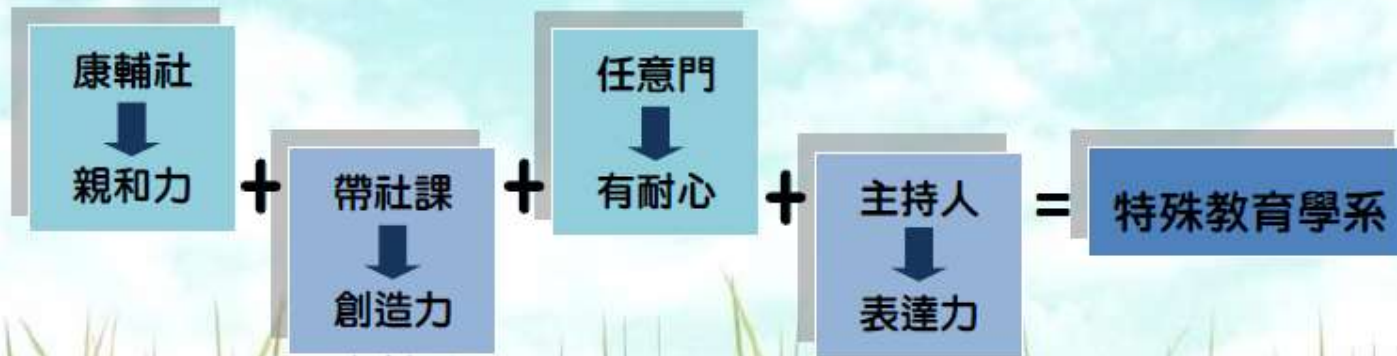 康輔社
親和力
+
帶社課
創造力
+
任意門
有耐心
+
主持人
表達力
=
特殊教育學系